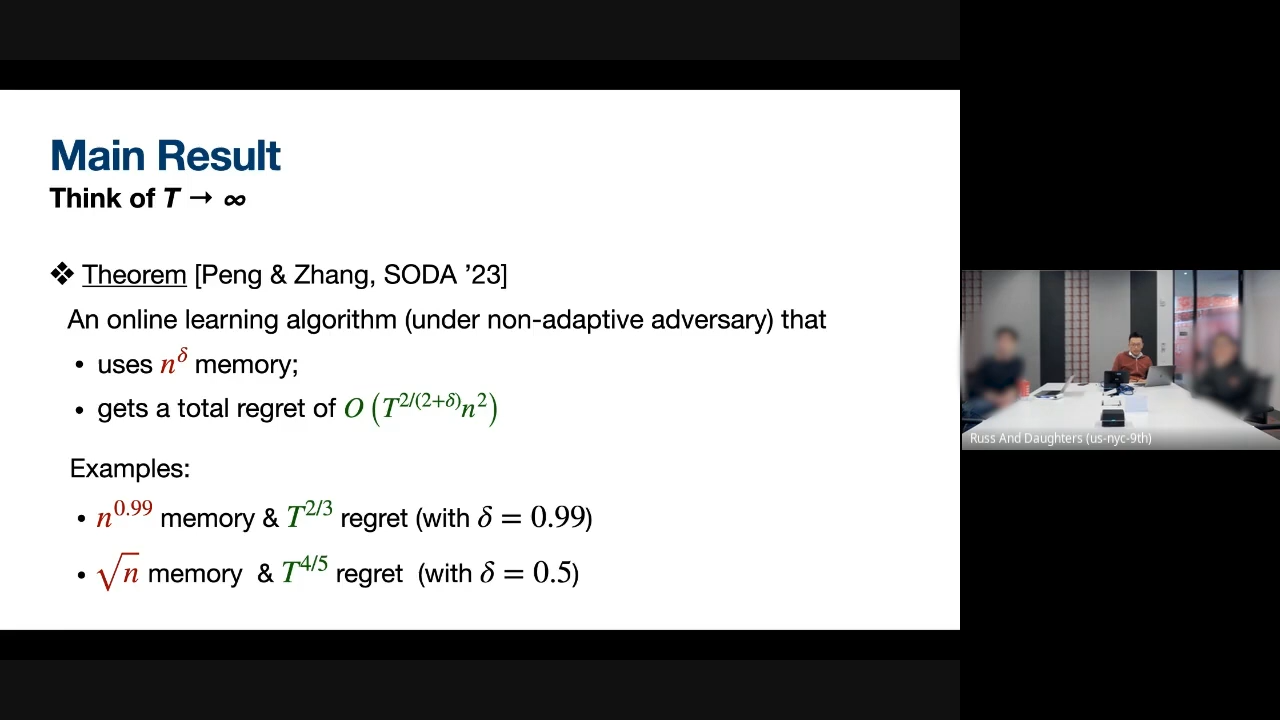 Main Result
Think of T → ∞
❖ Theorem [Peng & Zhang, SODA ’23]
An online learning algorithm (under non-adaptive adversary) that
• uses n^δ memory;
• gets a total regret of O (T^{2/(2+δ)}n^2)
Examples:
• n^{0.99} memory & T^{2/3} regret (with δ = 0.99)
• √n memory & T^{4/5} regret (with δ = 0.5)
Russ And Daughters (us-nyc-9th)